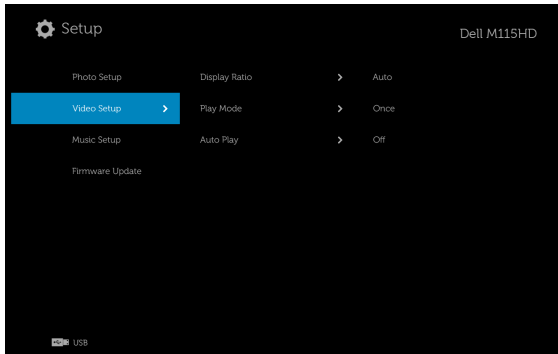 Setup
Dell M115HD
Photo Setup Display Ratio > Auto
Video Setup > Play Mode > Once
Music Setup Auto Play > Off
Firmware Update
USB